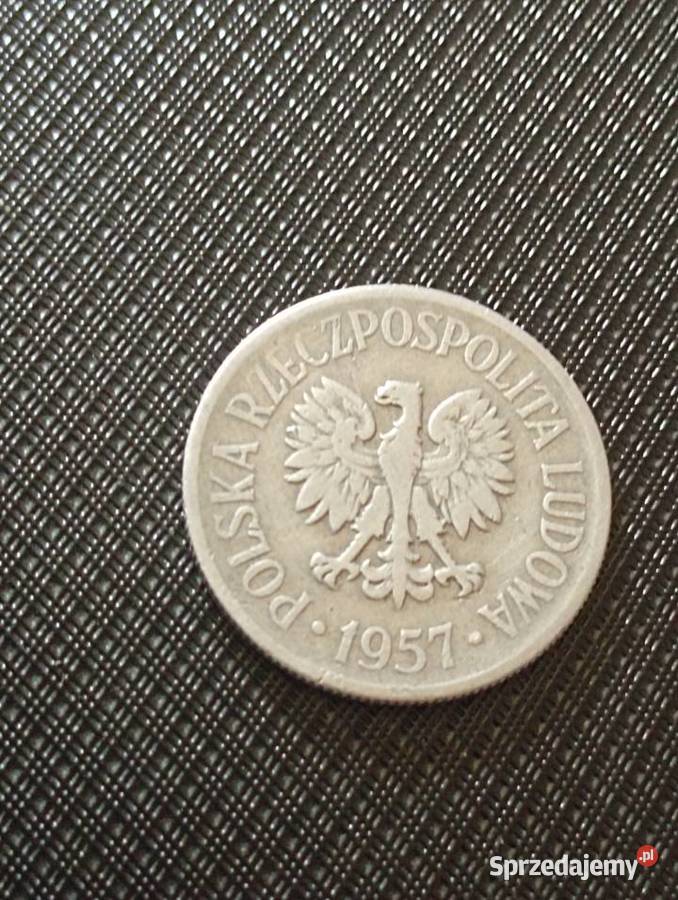 POLSKA RZECZPOSPOLITA LUDOWA
• 1957 •
Sprzedajemy.pl